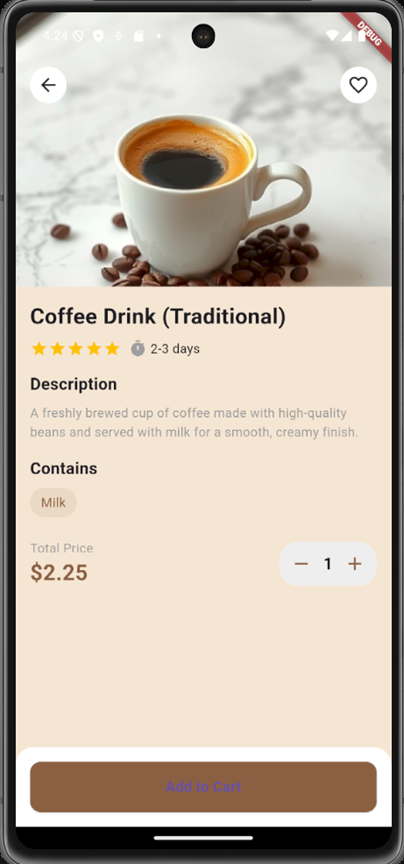 4:24
DEBUG
Coffee Drink (Traditional)
2-3 days
Description
A freshly brewed cup of coffee made with high-quality
beans and served with milk for a smooth, creamy finish.
Contains
Milk
Total Price
$2.25
1
Add to Cart